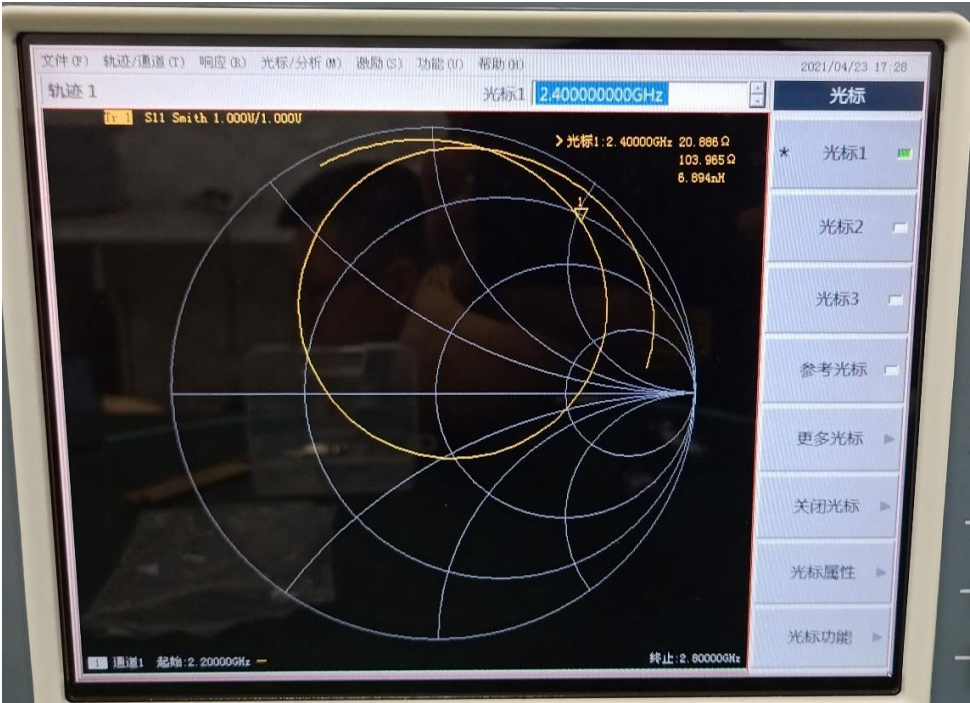 文件(F) 轨迹/通道(T) 响应(R) 光标/分析(M) 激励(S) 功能(U) 帮助(H)
2021/04/23 17:28
轨迹 1
光标1
2.400000000GHz
光标
Tr 1 S11 Smith 1.000U/1.000U
>光标1:2.40000GHz 20.886Ω
103.965Ω
6.894nH
1
* 光标1
光标2
光标3
参考光标
更多光标
关闭光标
光标属性
光标功能
1 通道1 起始:2.20000GHz
终止:2.80000GHz